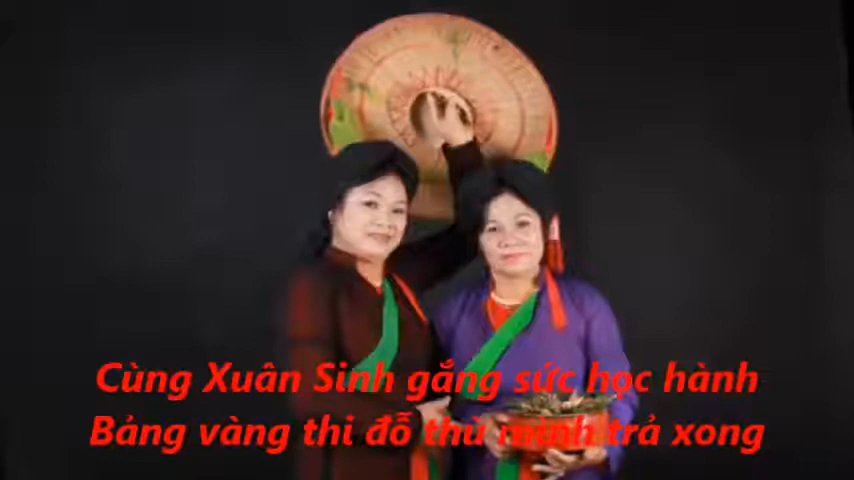 Cùng Xuân Sinh gắng sức học hành
Bảng vàng thi đỗ thù mình trả xong